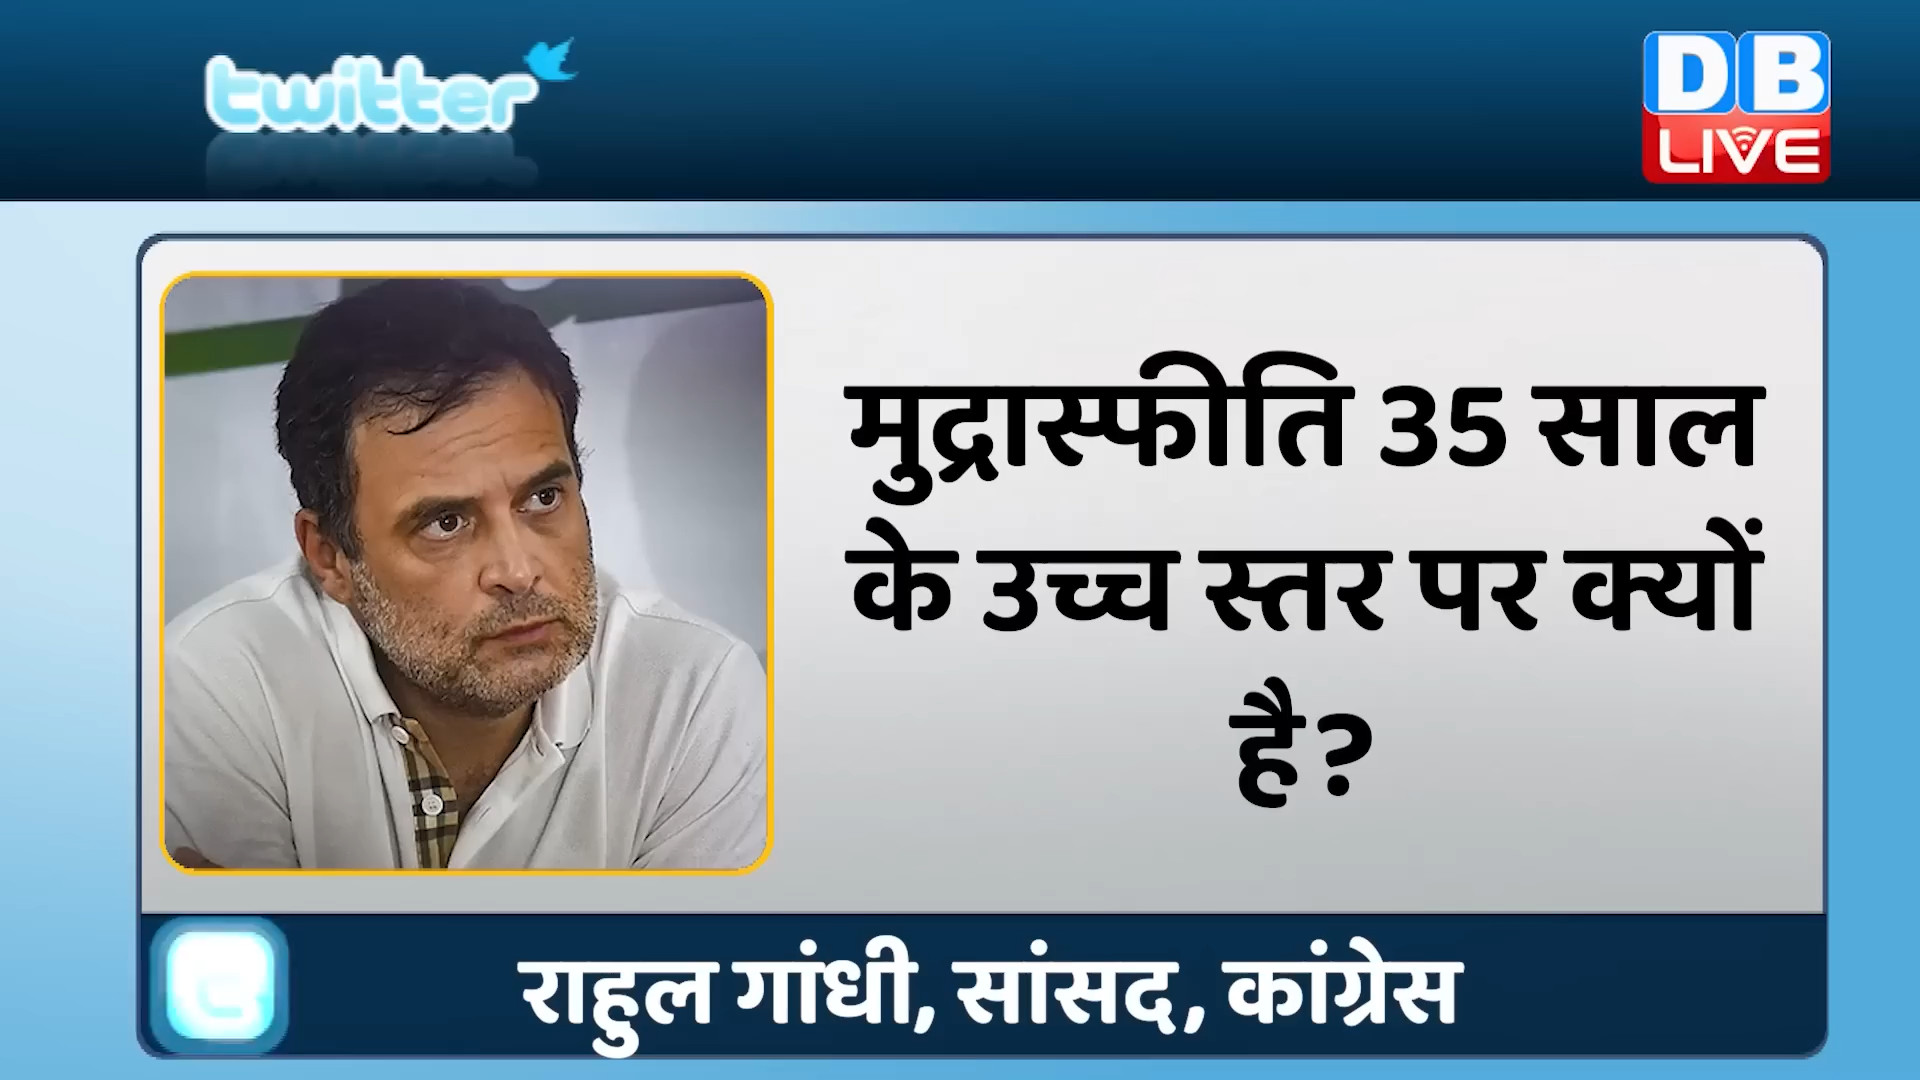 twitter
DB
LIVE
मुद्रास्फीति 35 साल
के उच्च स्तर पर क्यों
है?
राहुल गांधी, सांसद, कांग्रेस